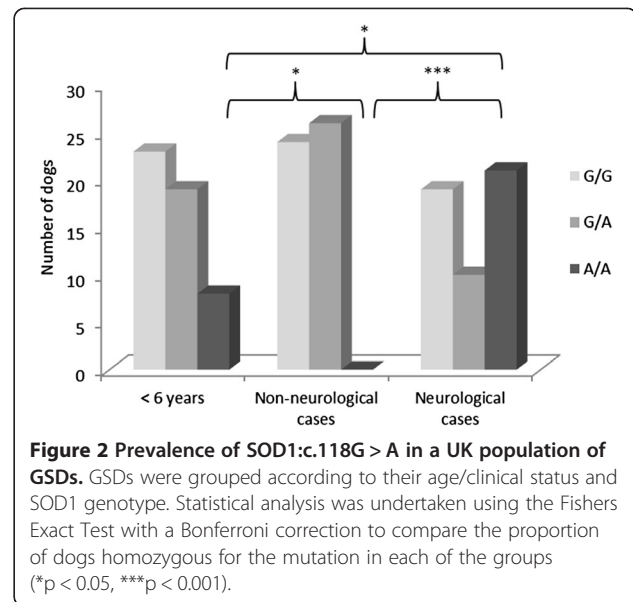 *
* ***
30
25
20
15
10
5
0
Number of dogs
G/G
G/A
A/A
< 6 years Non-neurological Neurological
cases cases
Figure 2 Prevalence of SOD1:c.118G > A in a UK population of
GSDs. GSDs were grouped according to their age/clinical status and
SOD1 genotype. Statistical analysis was undertaken using the Fishers
Exact Test with a Bonferroni correction to compare the proportion
of dogs homozygous for the mutation in each of the groups
(*p < 0.05, ***p < 0.001).